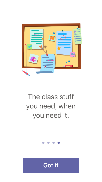 The class stuff
you need, when
you need it.
Got it